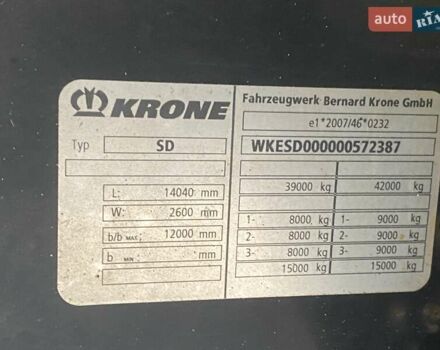 auto
RIA
KRONE
Fahrzeugwerk Bernard Krone GmbH
e1*2007/46*0232
Typ SD WKESD000000572387
L: 14040 mm 39000 kg 42000 kg
W: 2600 mm
b/b MAX.: 12000 mm 1- 8000 kg 1- 9000 kg
b MIN: mm 2- 8000 kg 2- 9000 kg
3- 8000 kg 3- 9000 kg
15000 kg 15000 kg